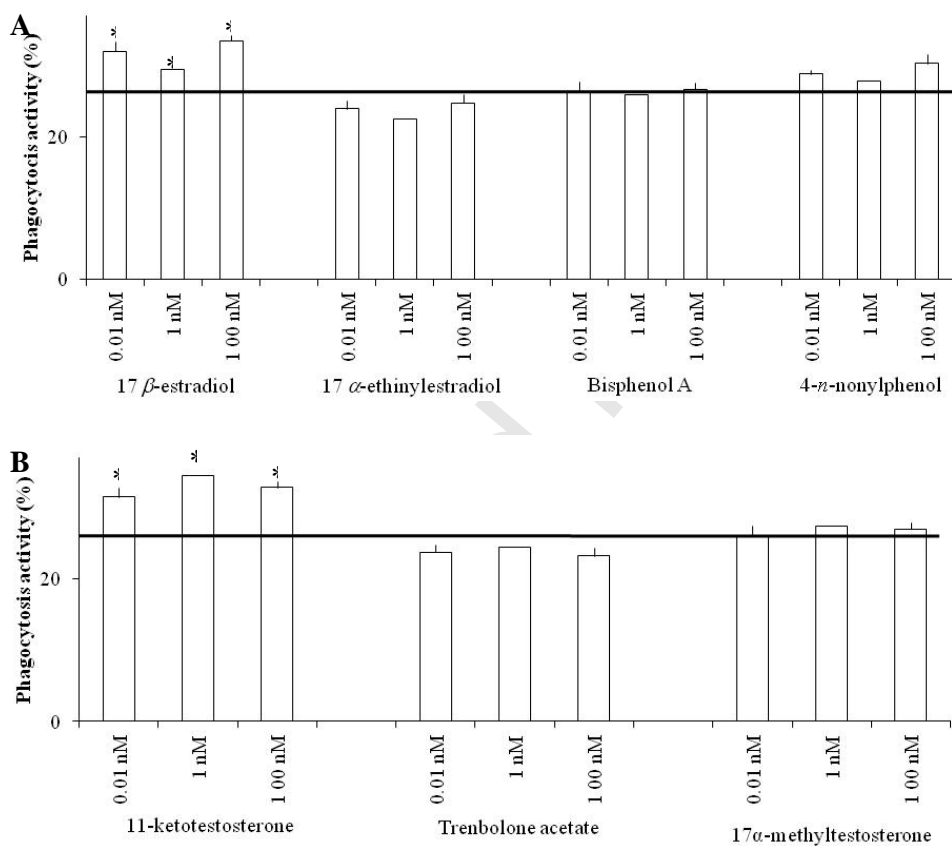 A
Phagocytocis activity (%)
* * *
20
0
0.01 nM
1 nM
1 00 nM
0.01 nM
1 nM
1 00 nM
0.01 nM
1 nM
1 00 nM
0.01 nM
1 nM
1 00 nM
17 β-estradiol
17 α-ethinylestradiol
Bisphenol A
4-n-nonylphenol
B
Phagocytosis activity (%)
* * *
20
0
0.01 nM
1 nM
1 00 nM
0.01 nM
1 nM
1 00 nM
0.01 nM
1 nM
1 00 nM
11-ketotestosterone
Trenbolone acetate
17α-methyltestosterone